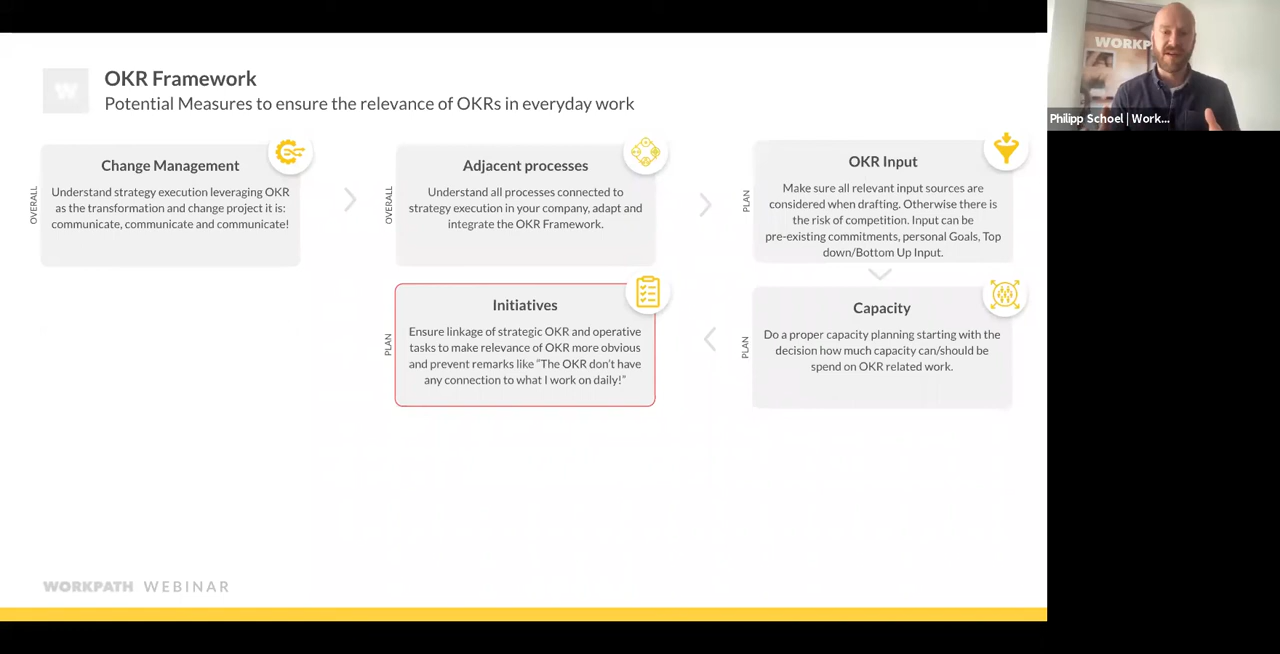 OKR Framework
Potential Measures to ensure the relevance of OKRs in everyday work
OVERALL
Change Management
Understand strategy execution leveraging OKR
as the transformation and change project it is:
communicate, communicate and communicate!
OVERALL
Adjacent processes
Understand all processes connected to
strategy execution in your company, adapt and
integrate the OKR Framework.
PLAN
OKR Input
Make sure all relevant input sources are
considered when drafting. Otherwise there is
the risk of competition. Input can be
pre-existing commitments, personal Goals, Top
down/Bottom Up Input.
PLAN
Capacity
Do a proper capacity planning starting with the
decision how much capacity can/should be
spend on OKR related work.
PLAN
Initiatives
Ensure linkage of strategic OKR and operative
tasks to make relevance of OKR more obvious
and prevent remarks like “The OKR don’t have
any connection to what I work on daily!”
WORKPATH WEBINAR
W
WORKP
Philipp Schoel | Work...